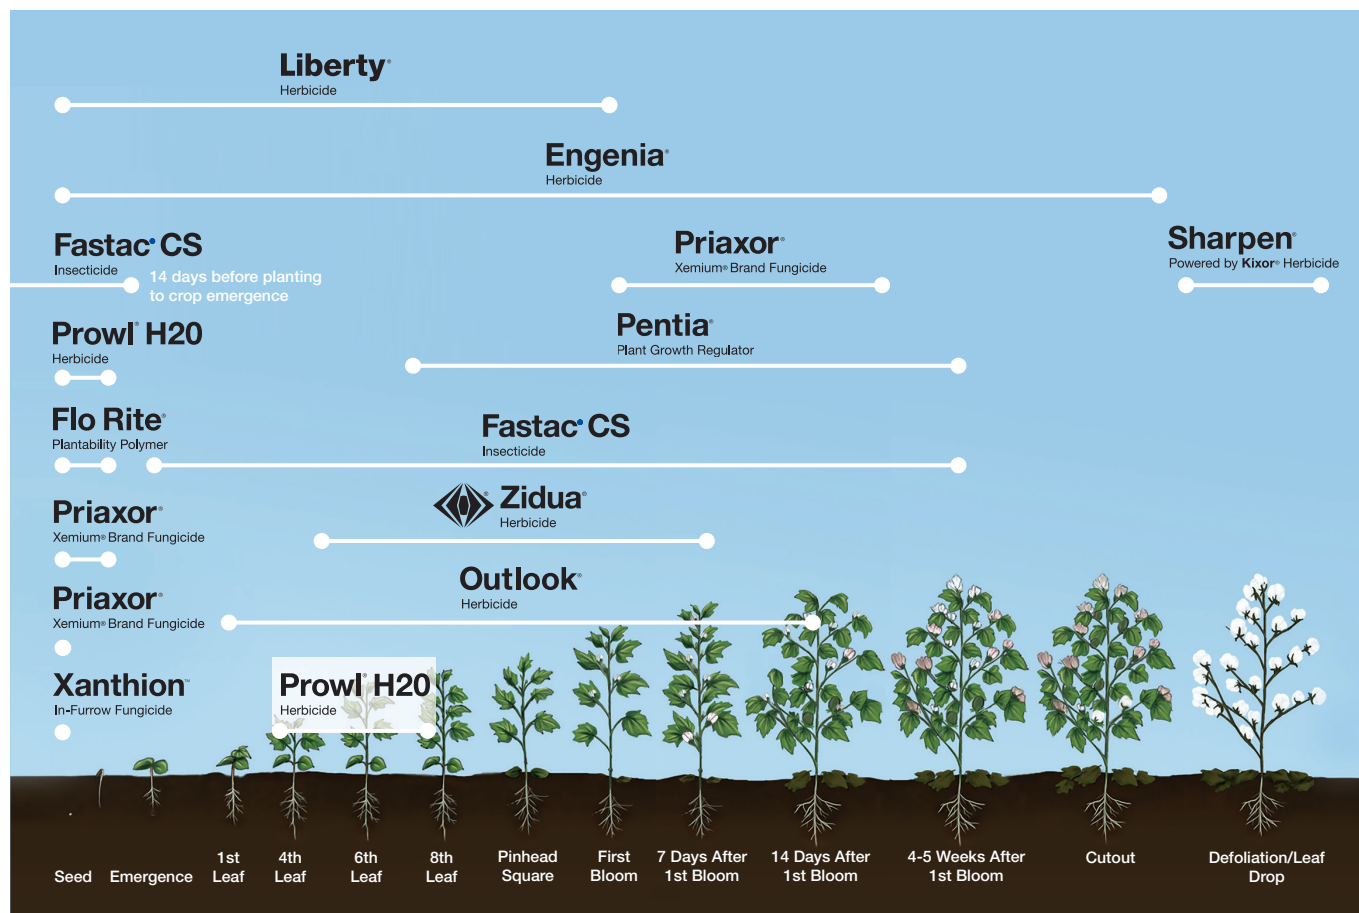 Liberty®
Herbicide
Engenia®
Herbicide
Fastac® CS
Insecticide
14 days before planting
to crop emergence
Priaxor®
Xemium® Brand Fungicide
Sharpen®
Powered by Kixor® Herbicide
Prowl® H20
Herbicide
Pentia®
Plant Growth Regulator
Flo Rite®
Plantability Polymer
Fastac® CS
Insecticide
Priaxor®
Xemium® Brand Fungicide
® Zidua®
Herbicide
Priaxor®
Xemium® Brand Fungicide
Outlook®
Herbicide
Xanthion™
In-Furrow Fungicide
Prowl® H20
Herbicide
Seed
Emergence
1st
Leaf
4th
Leaf
6th
Leaf
8th
Leaf
Pinhead
Square
First
Bloom
7 Days After
1st Bloom
14 Days After
1st Bloom
4-5 Weeks After
1st Bloom
Cutout
Defoliation/Leaf
Drop